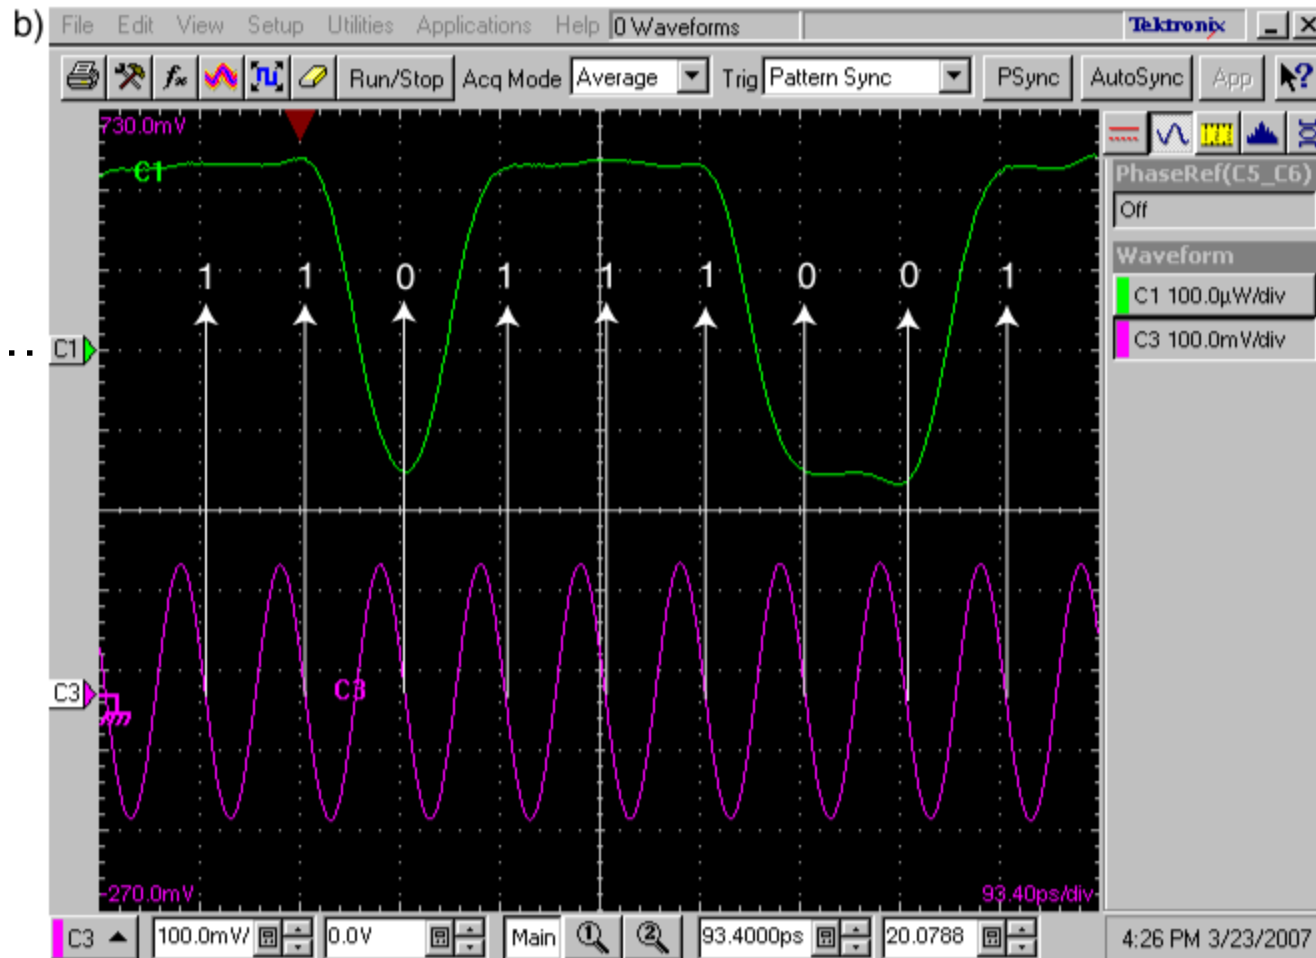 b)
File Edit View Setup Utilities Applications Help 0 Waveforms Tektronix
Run/Stop Acq Mode Average Trig Pattern Sync PSync AutoSync App
730.0mV
C1
PhaseRef(C5_C6)
Off
Waveform
C1 100.0µW/div
C3 100.0mV/div
1 1 0 1 1 1 0 0 1
.. C1
C3
C3
-270.0mV 93.40ps/div
C3 100.0mV/ 0.0V Main 1 2 93.4000ps 20.0788 4:26 PM 3/23/2007